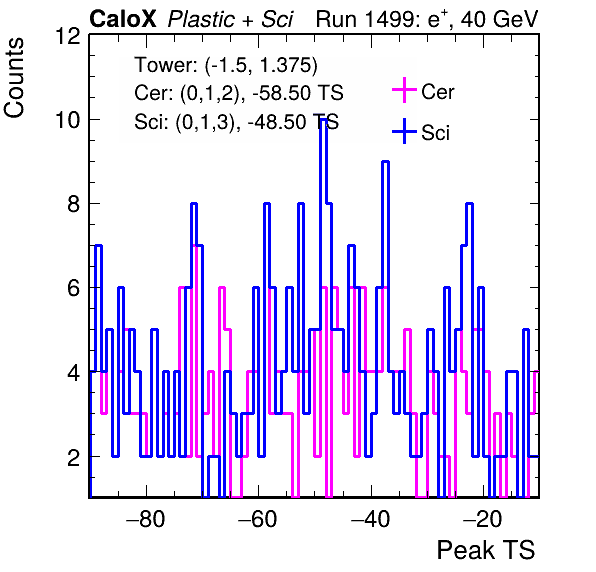 CaloX Plastic + Sci Run 1499: e+, 40 GeV
Counts
12
10
8
6
4
2
Tower: (-1.5, 1.375)
Cer: (0,1,2), -58.50 TS
Sci: (0,1,3), -48.50 TS
Cer
Sci
−80 −60 −40 −20
Peak TS